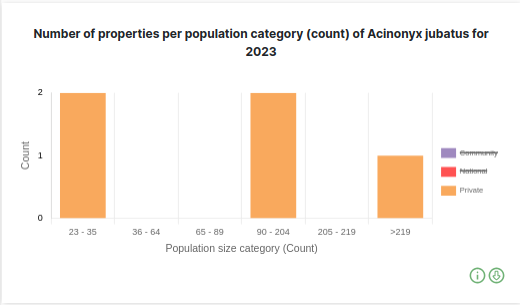 Number of properties per population category (count) of Acinonyx jubatus for
2023
2
1
0
Count
23 - 35
36 - 64
65 - 89
90 - 204
205 - 219
>219
Population size category (Count)
Community
National
Private